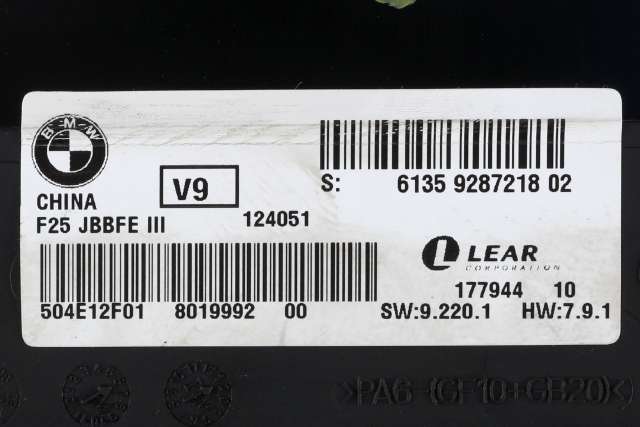 BMW
V9
S: 6135 9287218 02
CHINA
F25 JBBFE III 124051
LEAR
CORPORATION
504E12F01 8019992 00
177944 10
SW:9.220.1 HW:7.9.1
>PA6-(GF10+GB20)<